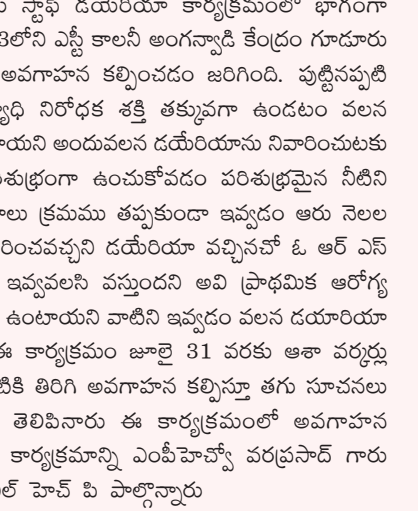 స్టాఫ్ డయేరియా కార్యక్రమంలో భాగంగా
3లోని ఎస్టీ కాలనీ అంగన్వాడి కేంద్రం గూడూరు
అవగాహన కల్పించడం జరిగింది. పుట్టినప్పటి
నిరోధక శక్తి తక్కువగా ఉండటం వలన
అందువలన డయేరియాను నివారించుటకు
ఉంచుకోవడం పరిశుభ్రమైన నీటిని
క్రమము తప్పకుండా ఇవ్వడం ఆరు నెలల
డయేరియా వచ్చినచో ఓ ఆర్ ఎస్
ఇవ్వవలసి వస్తుందని అవి ప్రాథమిక ఆరోగ్య
ఉంటాయని వాటిని ఇవ్వడం వలన డయారియా
ఈ కార్యక్రమం జూలై 31 వరకు ఆశా వర్కర్లు
తిరిగి అవగాహన కల్పిస్తూ తగు సూచనలు
తెలిపినారు ఈ కార్యక్రమంలో అవగాహన
కార్యక్రమాన్ని ఎంపీహెచ్వో వరప్రసాద్ గారు
హెచ్ పి పాల్గొన్నారు